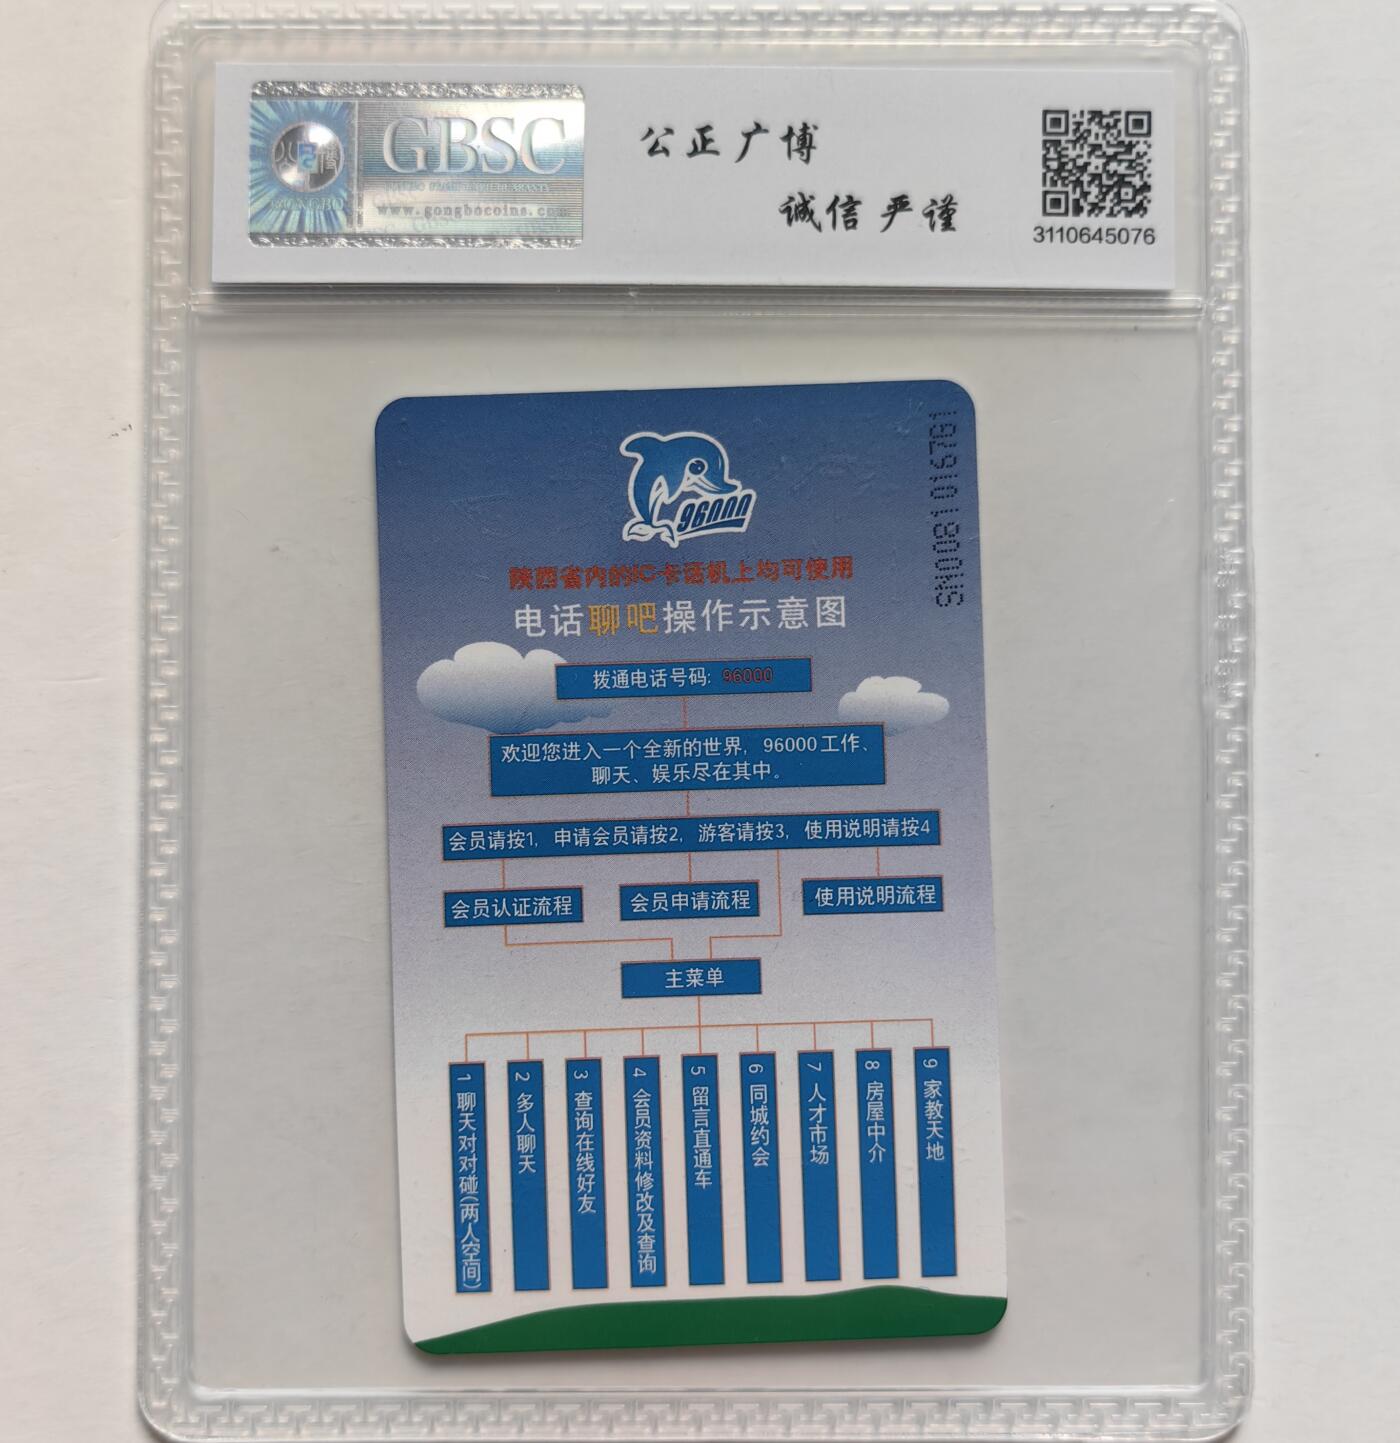 GBSC
GONGBO
www.gongbocoins.com
公正广博
诚信严谨
3110645076
SN0081016761
96000
陕西省内的IC卡话机上均可使用
电话聊吧操作示意图
拨通电话号码: 96000
欢迎您进入一个全新的世界, 96000工作、
聊天、娱乐尽在其中。
会员请按1, 申请会员请按2, 游客请按3, 使用说明请按4
会员认证流程
会员申请流程
使用说明流程
主菜单
1 聊天对对碰(两人空间)
2 多人聊天
3 查询在线好友
4 会员资料修改及查询
5 留言直通车
6 同城约会
7 人才市场
8 房屋中介
9 家教天地